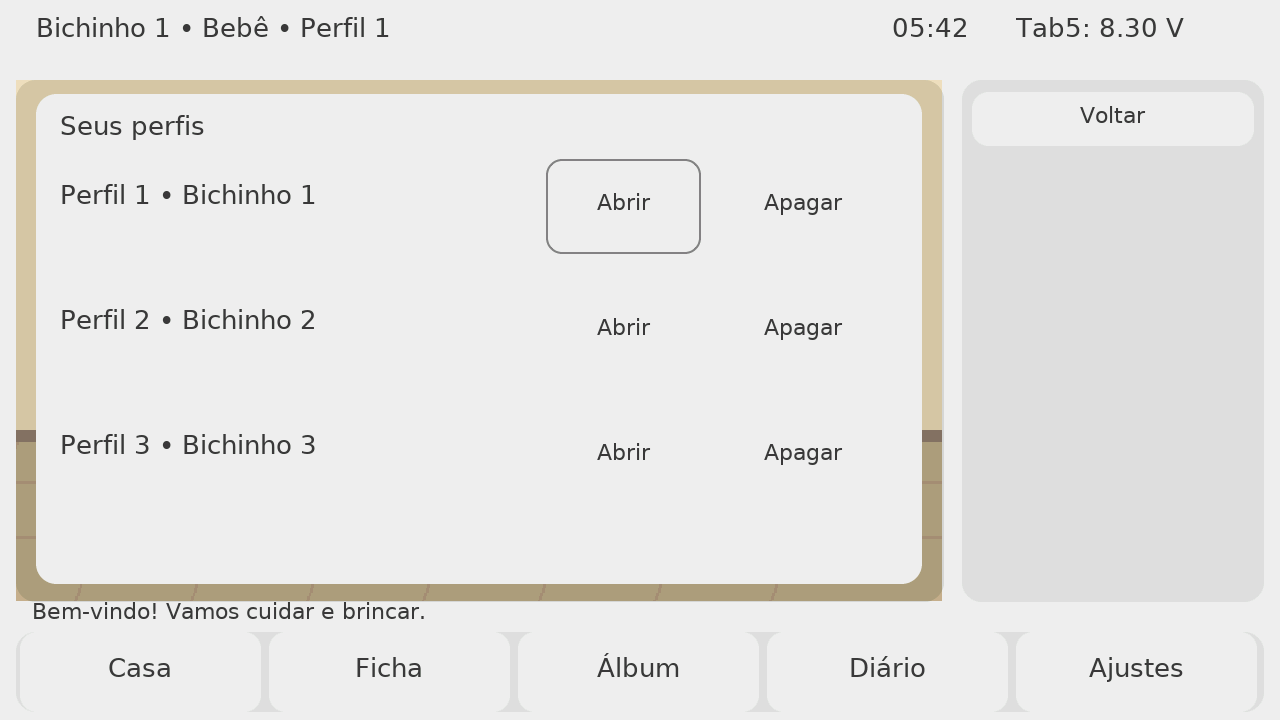 Bichinho 1 • Bebê • Perfil 1
05:42
Tab5: 8.30 V
Seus perfis
Voltar
Perfil 1 • Bichinho 1
Abrir
Apagar
Perfil 2 • Bichinho 2
Abrir
Apagar
Perfil 3 • Bichinho 3
Abrir
Apagar
Bem-vindo! Vamos cuidar e brincar.
Casa
Ficha
Álbum
Diário
Ajustes